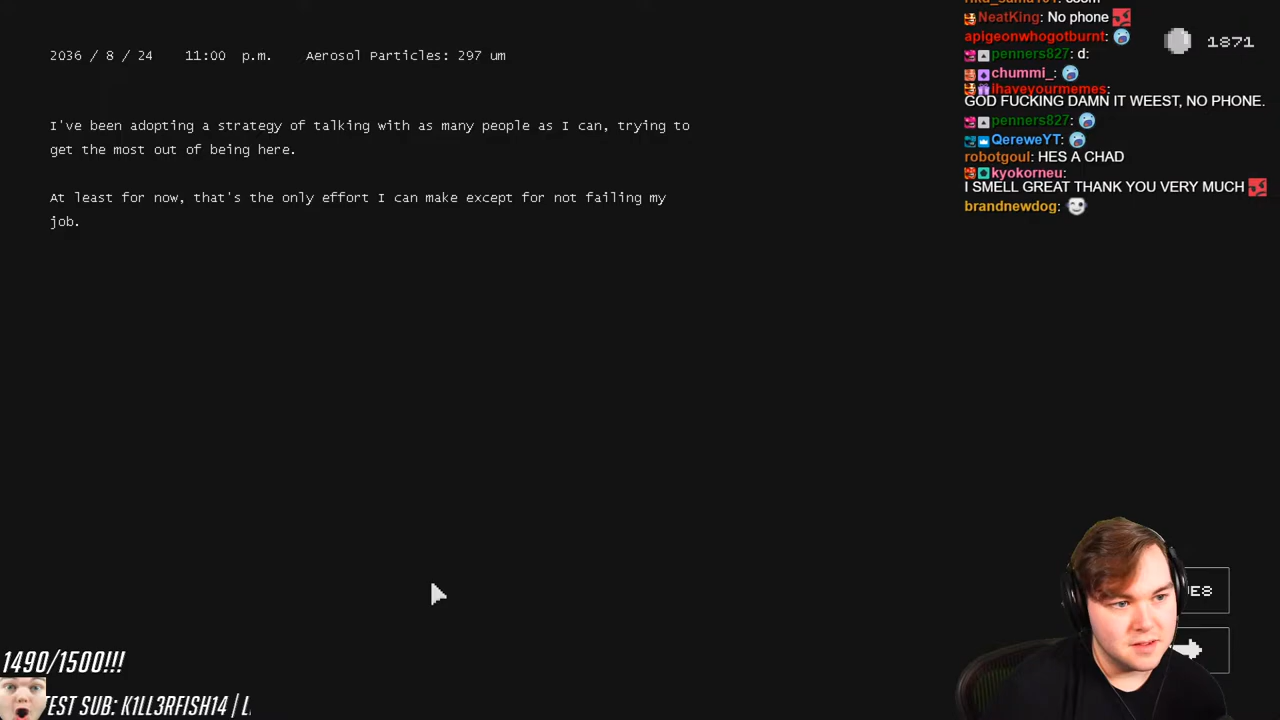 2036 / 8 / 24 11:00 p.m. Aerosol Particles: 297 um
I've been adopting a strategy of talking with as many people as I can, trying to
get the most out of being here.
At least for now, that's the only effort I can make except for not failing my
job.
NeatKing: No phone
1871
apigeonwhogotburnt:
penners827: d:
chummi_:
Ihaveyourmemes:
GOD FUCKING DAMN IT WEEST, NO PHONE.
penners827:
QereweYT:
robotgoul: HES A CHAD
kyokorneu:
I SMELL GREAT THANK YOU VERY MUCH
brandnewdog:
1490/1500!!!
TEST SUB: K1LL3RFISH14 |